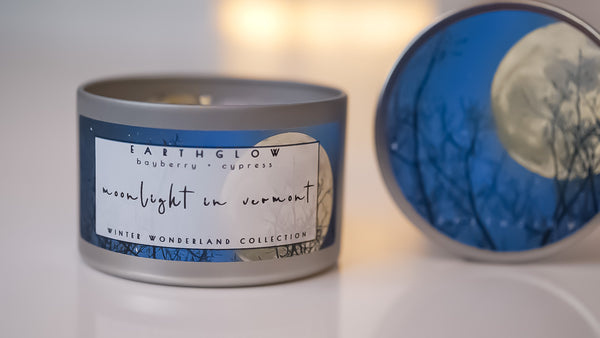 EARTHGLOW
bayberry + cypress
moonlight in vermont
WINTER WONDERLAND COLLECTION